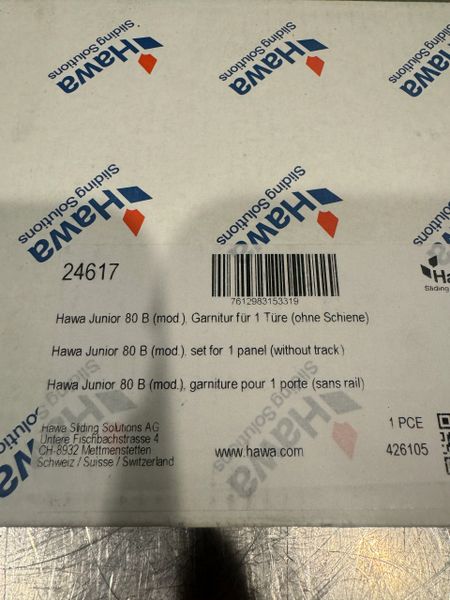 Hawa
Sliding Solutions
Hawa
Sliding Solutions
Hawa
Sliding Solutions
Hawa
Sliding Solutions
Hawa
Sliding Solutions
24617
7612983153319
Hawa
Sliding
Hawa Junior 80 B (mod.), Garnitur für 1 Türe (ohne Schiene)
Hawa Junior 80 B (mod.), set for 1 panel (without track)
Hawa Junior 80 B (mod.), garniture pour 1 porte (sans rail)
Hawa Sliding Solutions AG
Untere Fischbachstrasse 4
CH-8932 Mettmenstetten
Schweiz / Suisse / Switzerland
www.hawa.com
1 PCE
426105
Hawa